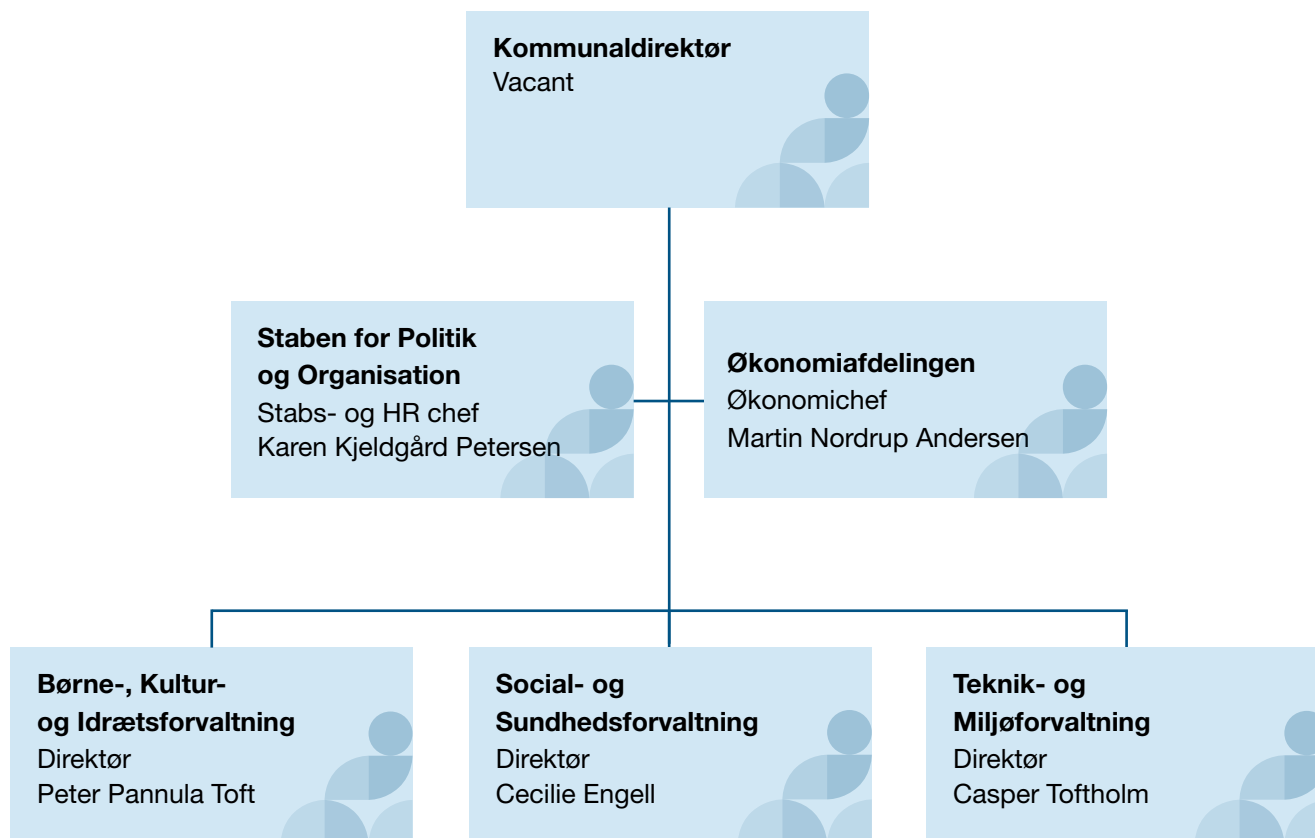 Kommunaldirektør
Vacant
Staben for Politik
og Organisation
Stabs- og HR chef
Karen Kjeldgård Petersen
Økonomiafdelingen
Økonomichef
Martin Nordrup Andersen
Børne-, Kultur-
og Idrætsforvaltning
Direktør
Peter Pannula Toft
Social- og
Sundhedsforvaltning
Direktør
Cecilie Engell
Teknik- og
Miljøforvaltning
Direktør
Casper Toftholm